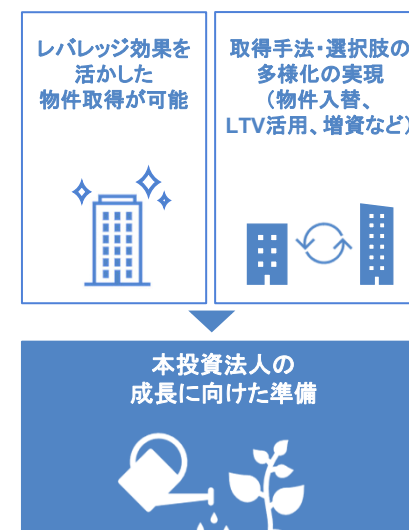 レバレッジ効果を
活かした
物件取得が可能
取得手法・選択肢の
多様化の実現
（物件入替、
LTV活用、増資など）
本投資法人の
成長に向けた準備